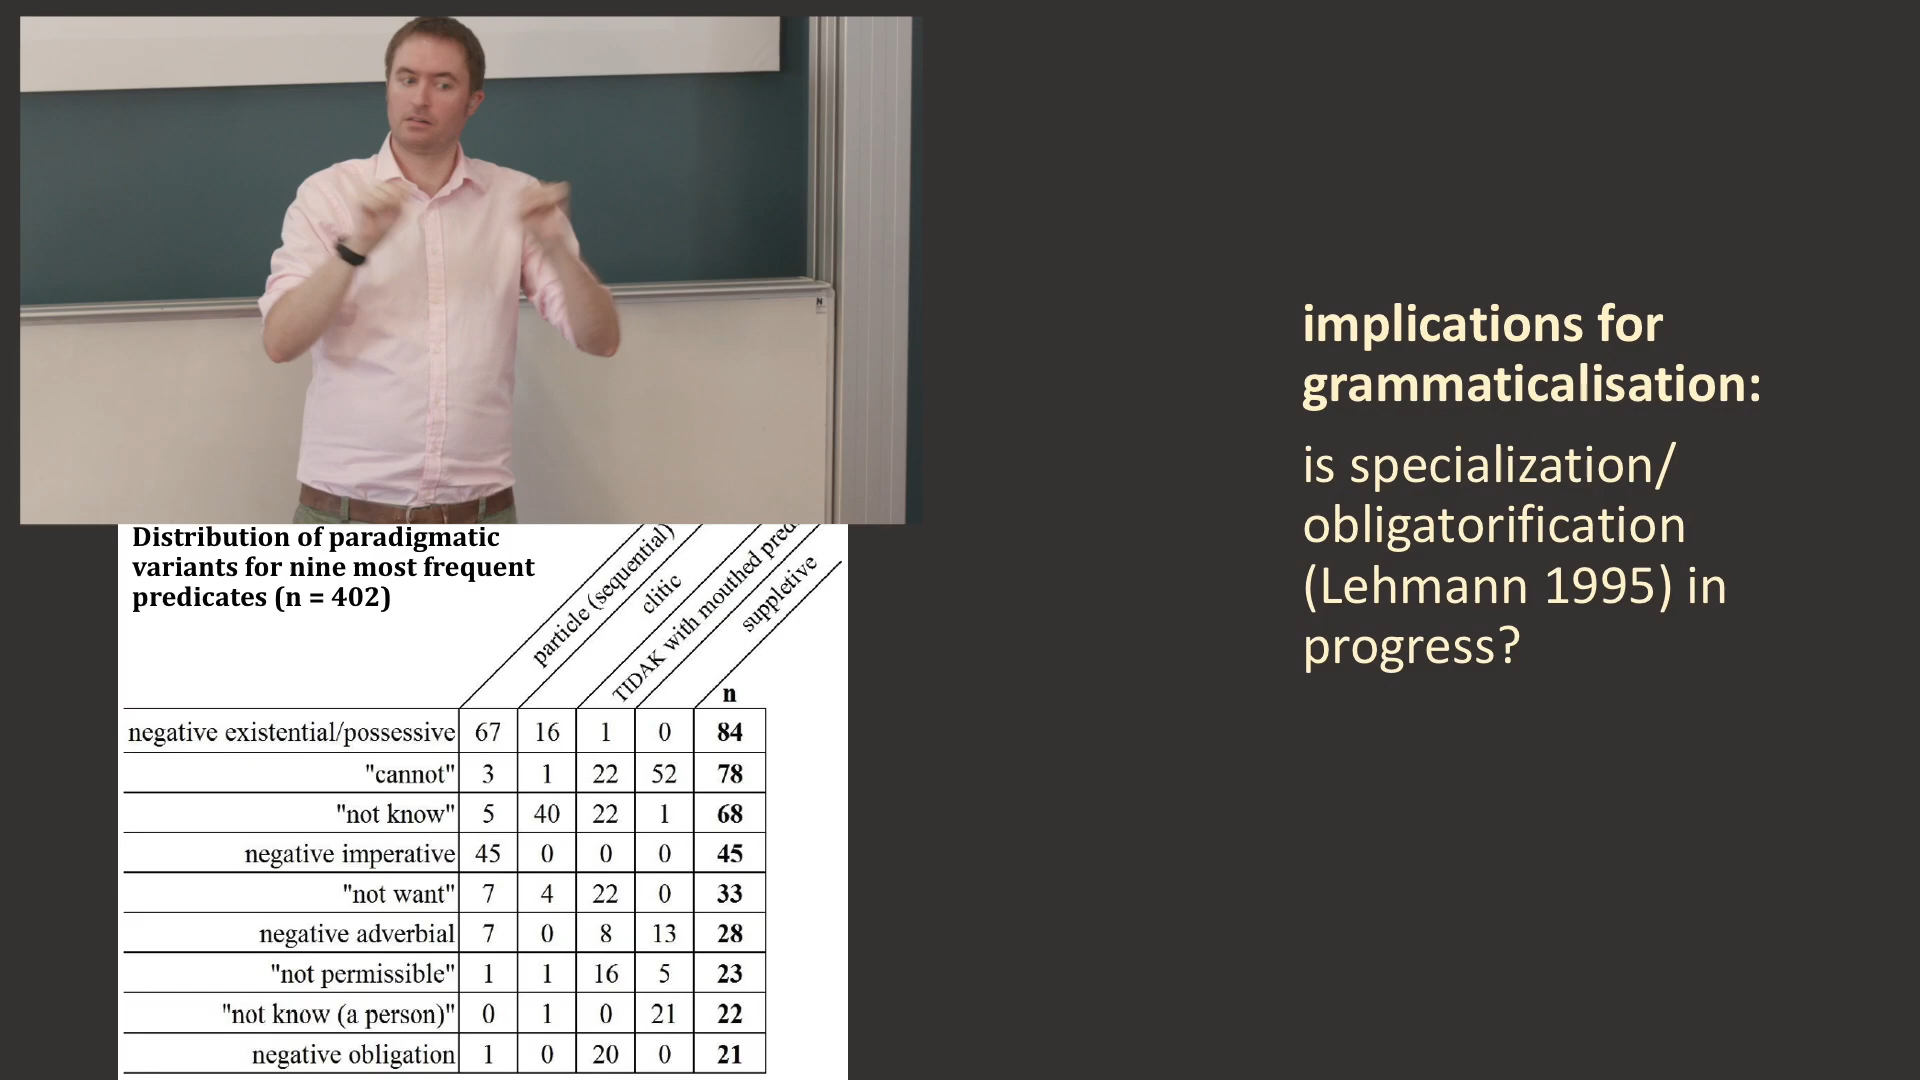 implications for
grammaticalisation:
is specialization/
obligatorification
(Lehmann 1995) in
progress?
Distribution of paradigmatic
variants for nine most frequent
predicates (n = 402)
particle (sequential)
clitic
TIDAK with mouthed pred
suppletive
n
negative existential/possessive 67 16 1 0 84
"cannot" 3 1 22 52 78
"not know" 5 40 22 1 68
negative imperative 45 0 0 0 45
"not want" 7 4 22 0 33
negative adverbial 7 0 8 13 28
"not permissible" 1 1 16 5 23
"not know (a person)" 0 1 0 21 22
negative obligation 1 0 20 0 21